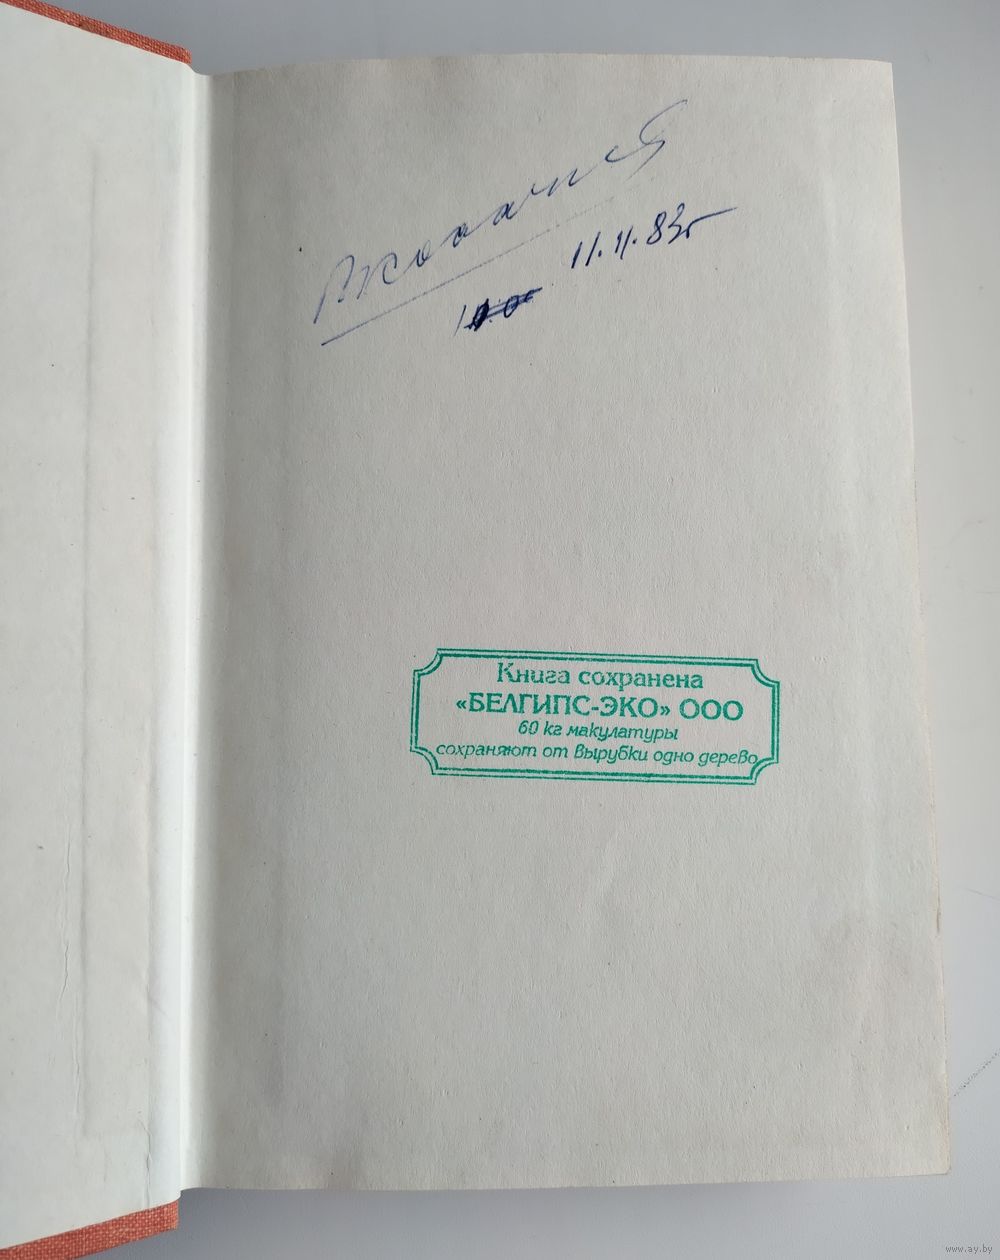 11.11.83г
Книга сохранена
«БЕЛГИПС-ЭКО» ООО
60 кг макулатуры
сохраняют от вырубки одно дерево
www.ay.by